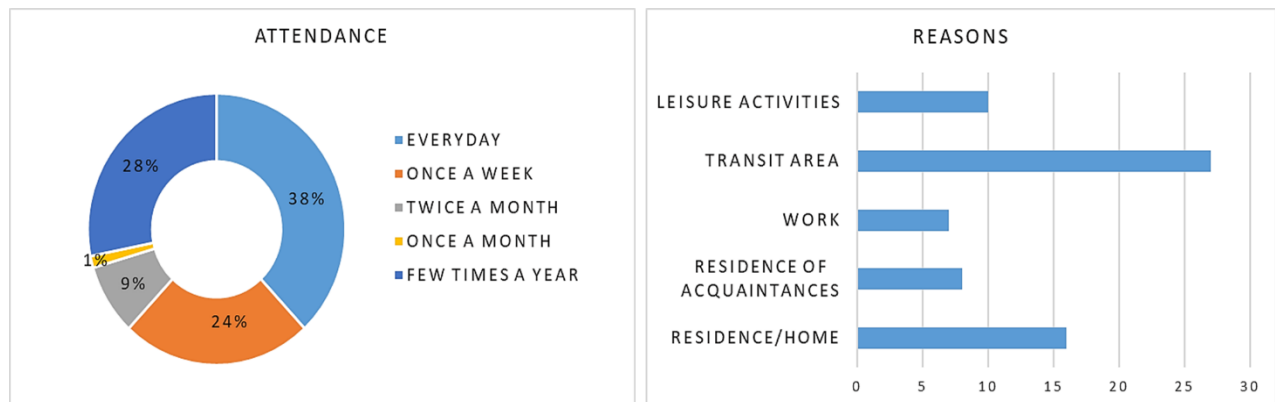 ATTENDANCE
28%
38%
1%
9%
24%
EVERYDAY
ONCE A WEEK
TWICE A MONTH
ONCE A MONTH
FEW TIMES A YEAR
REASONS
LEISURE ACTIVITIES
TRANSIT AREA
WORK
RESIDENCE OF
ACQUAINTANCES
RESIDENCE/HOME
0 5 10 15 20 25 30